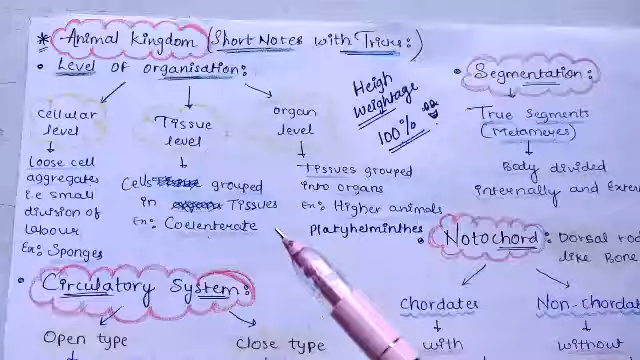 * Animal kingdom (Short Notes with Tricks:)
• Level of organisation:
Cellular
level
Loose cell
aggregates
i.e small
division of
labour
Ex: Sponges
Tissue
level
Cells grouped
in Tissues
Ex: Coelenterate
organ
level
Tissues grouped
into organs
Ex: Higher animals
Platyhelminthes
Heigh
Weightage
100%
• Segmentation:
True Segments
(Metameres)
Body divided
internally and
• Notochord:
Dorsal
like Bone
Chordates
with
Non-Chorda
without
• Circulatory System:
Open type
Close type